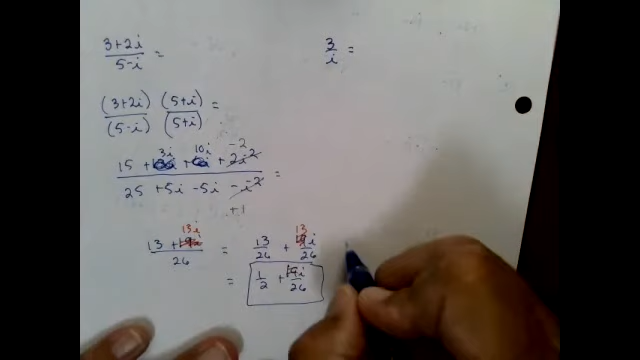 3+2i / 5-i =
3 / i =
(3+2i) (5+i) / (5-i) (5+i) =
3i 10i -2
15 + + + 2i² / 25 + 5i - 5i - i² =
+1
13i
13 + / 26 = 13/26 + 13i/26
= 1/2 + i/26